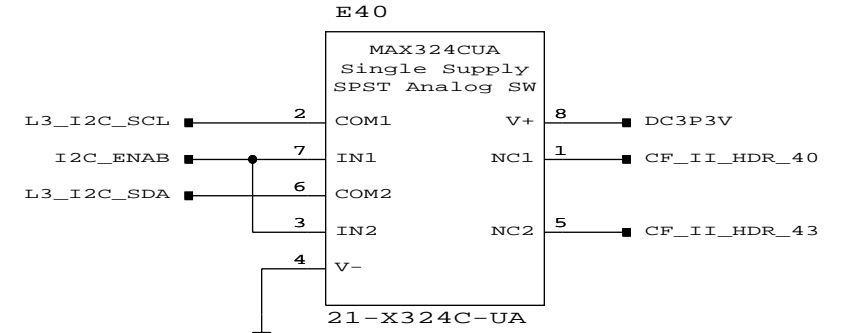 E40
MAX324CUA
Single Supply
SPST Analog SW
L3_I2C_SCL 2 COM1 V+ 8 DC3P3V
I2C_ENAB 7 IN1 NC1 1 CF_II_HDR_40
L3_I2C_SDA 6 COM2
3 IN2 NC2 5 CF_II_HDR_43
4 V-
21-X324C-UA